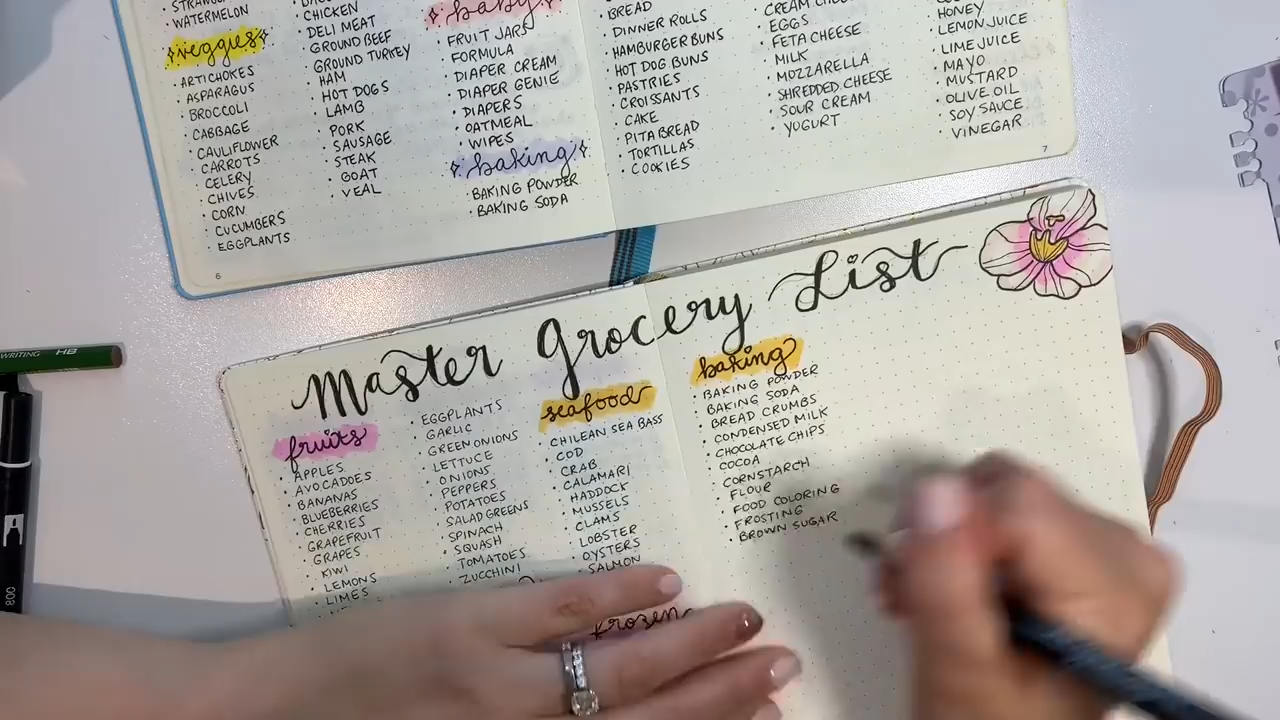 WATERMELON
veggies
ARTICHOKES
ASPARAGUS
BROCCOLI
CABBAGE
CAULIFLOWER
CARROTS
CELERY
CHIVES
CORN
CUCUMBERS
EGGPLANTS
6
CHICKEN
DELI MEAT
GROUND BEEF
GROUND TURKEY
HAM
HOT DOGS
LAMB
PORK
SAUSAGE
STEAK
GOAT
VEAL
baby
FRUIT JARS
FORMULA
DIAPER CREAM
DIAPER GENIE
DIAPERS
OATMEAL
WIPES
baking
BAKING POWDER
BAKING SODA
BREAD
DINNER ROLLS
HAMBURGER BUNS
HOT DOG BUNS
PASTRIES
CROISSANTS
CAKE
PITA BREAD
TORTILLAS
COOKIES
CREAM
EGGS
FETA CHEESE
MILK
MOZZARELLA
SHREDDED CHEESE
SOUR CREAM
YOGURT
HONEY
LEMON JUICE
LIME JUICE
MAYO
MUSTARD
OLIVE OIL
SOY SAUCE
VINEGAR
7
WRITING HB
800
Master Grocery List
fruits
APPLES
AVOCADOES
BANANAS
BLUEBERRIES
CHERRIES
GRAPEFRUIT
GRAPES
KIWI
LEMONS
LIMES
EGGPLANTS
GARLIC
GREEN ONIONS
LETTUCE
ONIONS
PEPPERS
POTATOES
SALAD GREENS
SPINACH
SQUASH
TOMATOES
ZUCCHINI
seafood
CHILEAN SEA BASS
COD
CRAB
CALAMARI
HADDOCK
MUSSELS
CLAMS
LOBSTER
OYSTERS
SALMON
frozen
baking
BAKING POWDER
BAKING SODA
BREAD CRUMBS
CONDENSED MILK
CHOCOLATE CHIPS
COCOA
CORNSTARCH
FLOUR
FOOD COLORING
FROSTING
BROWN SUGAR